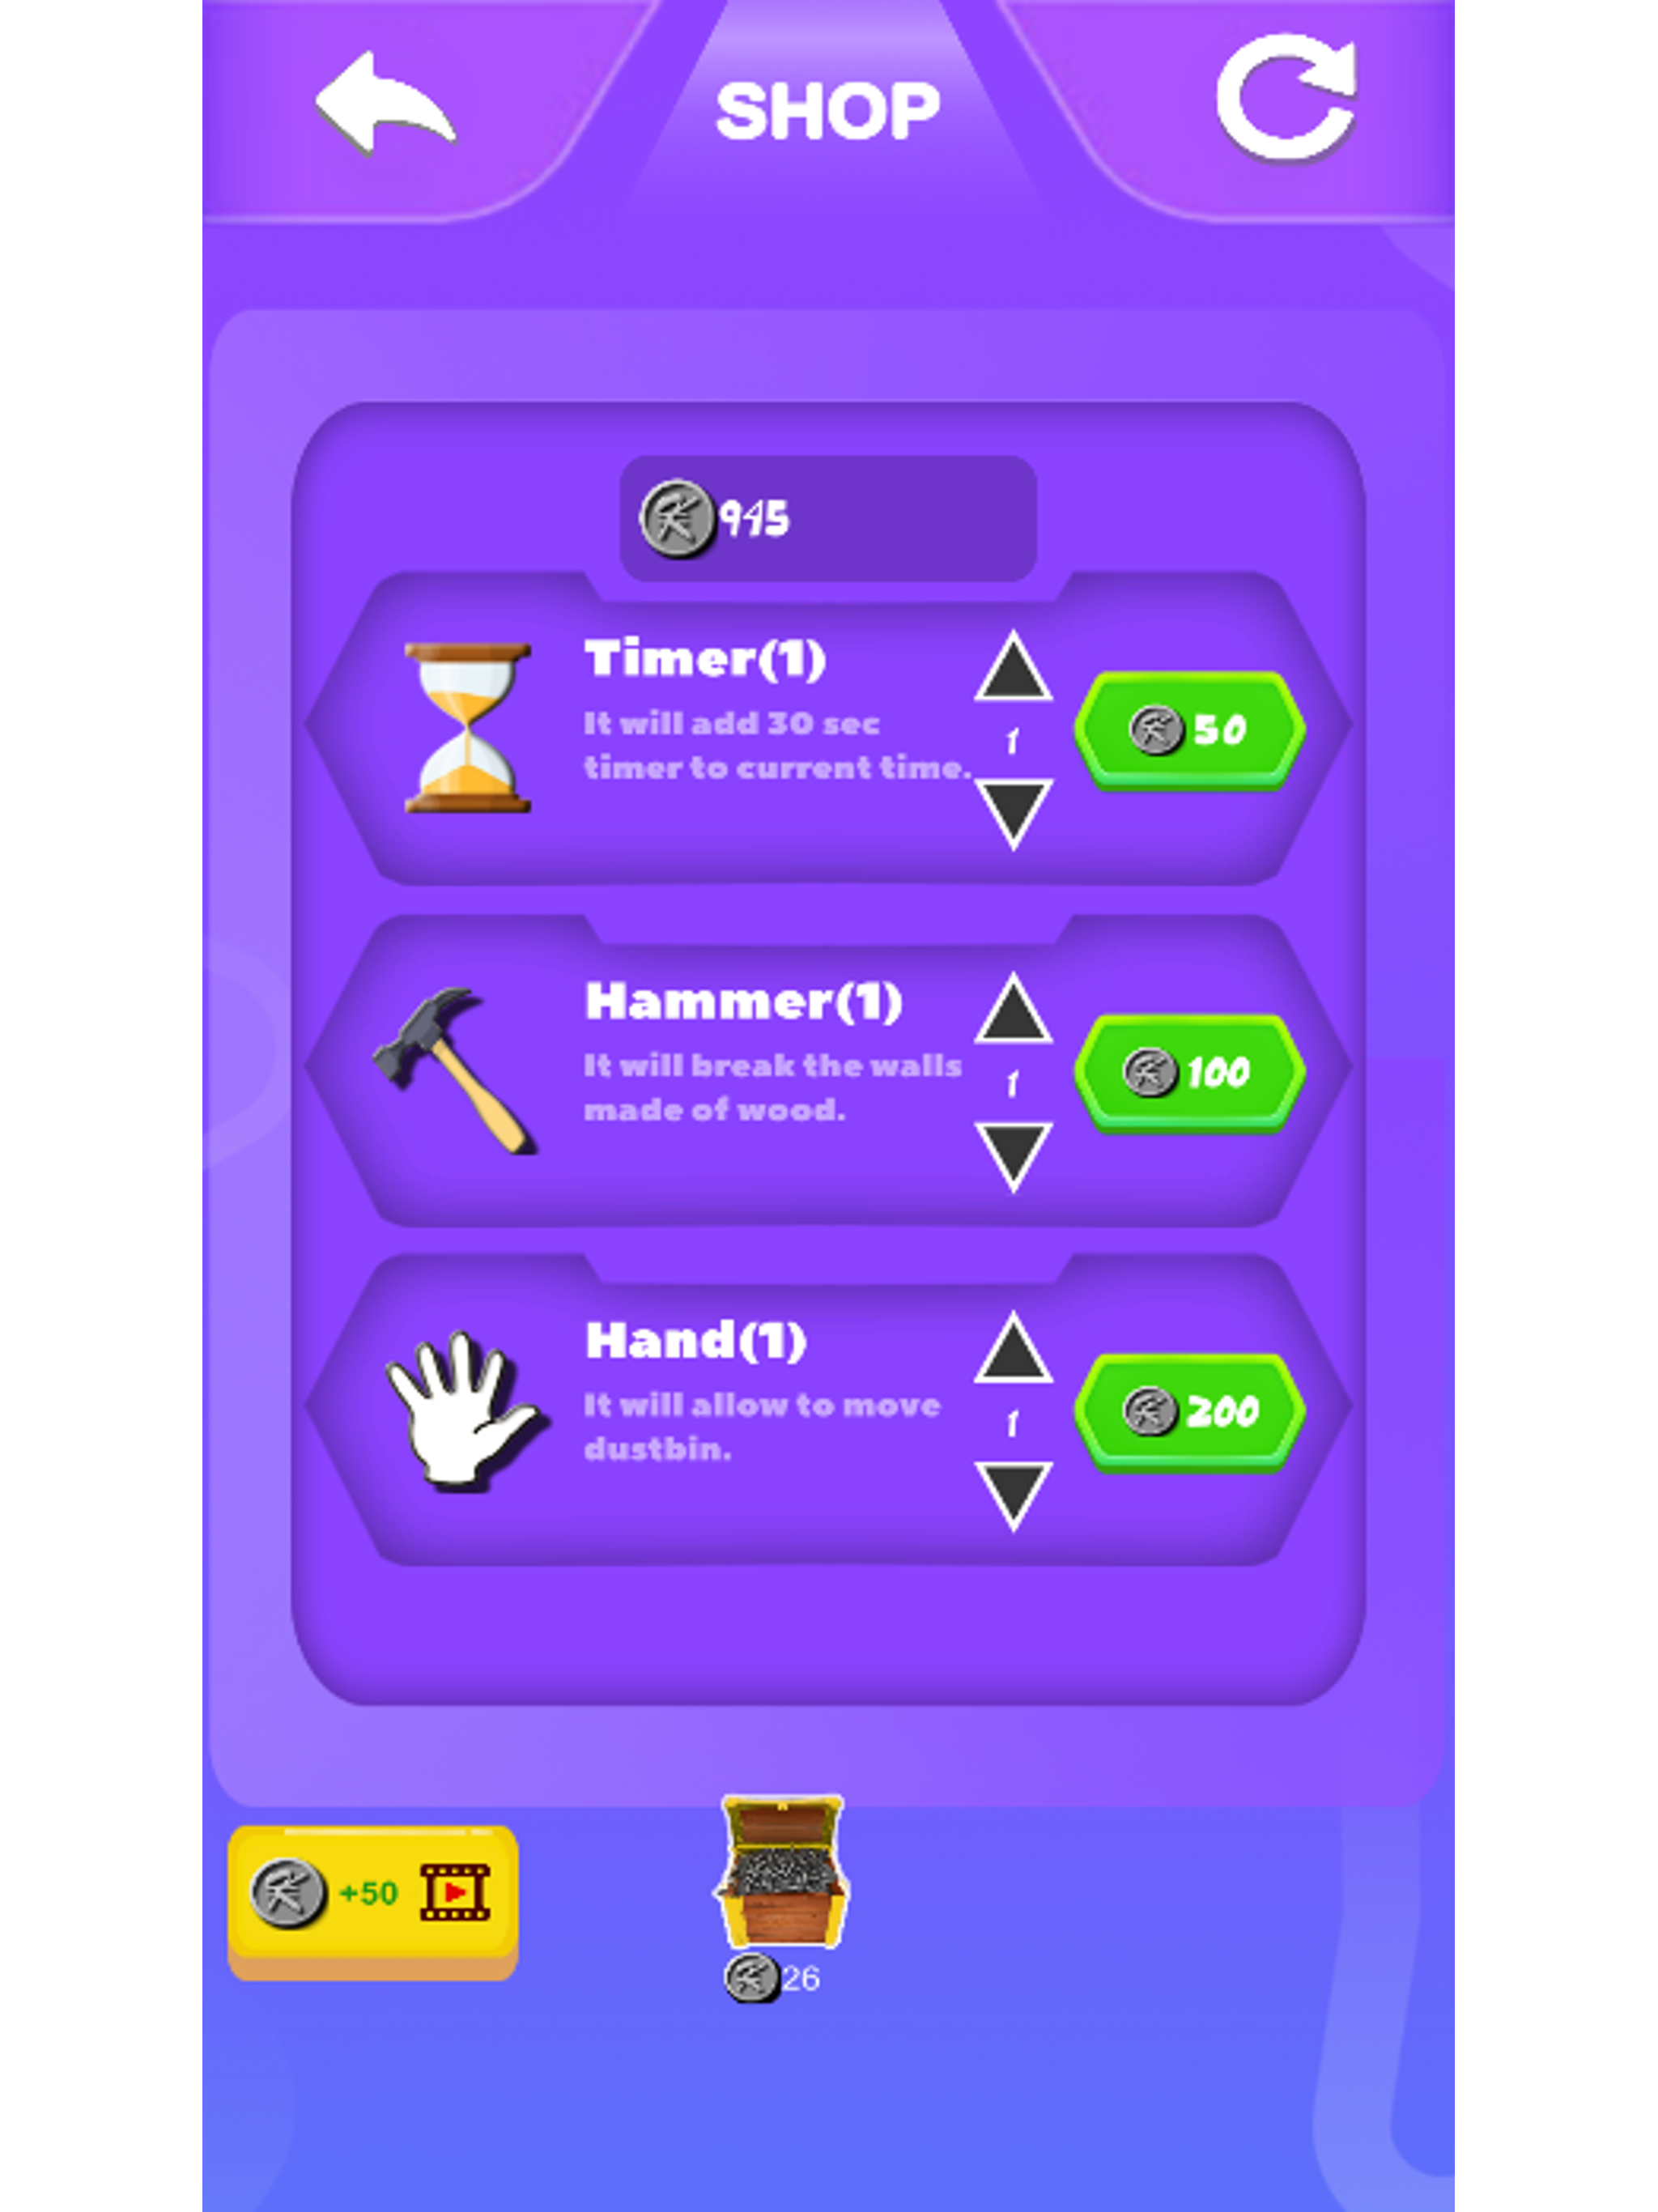 SHOP
945
Timer(1)
It will add 30 sec
timer to current time.
1
50
Hammer(1)
It will break the walls
made of wood.
1
100
Hand(1)
It will allow to move
dustbin.
1
200
+50
26